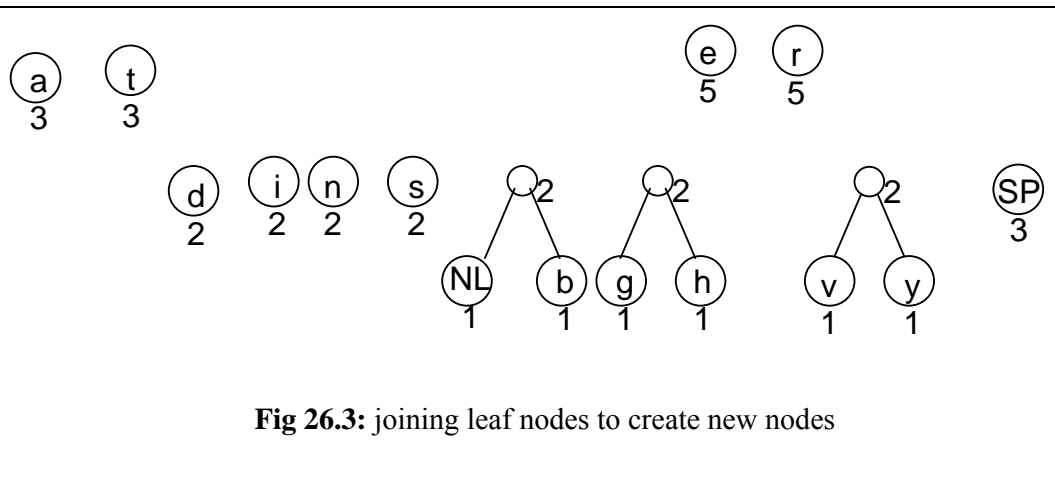 e r
a t
5 5
3 3
d i n s 2 2 2 SP
2 2 2 2 3
NL b g h v y
1 1 1 1 1 1
Fig 26.3: joining leaf nodes to create new nodes